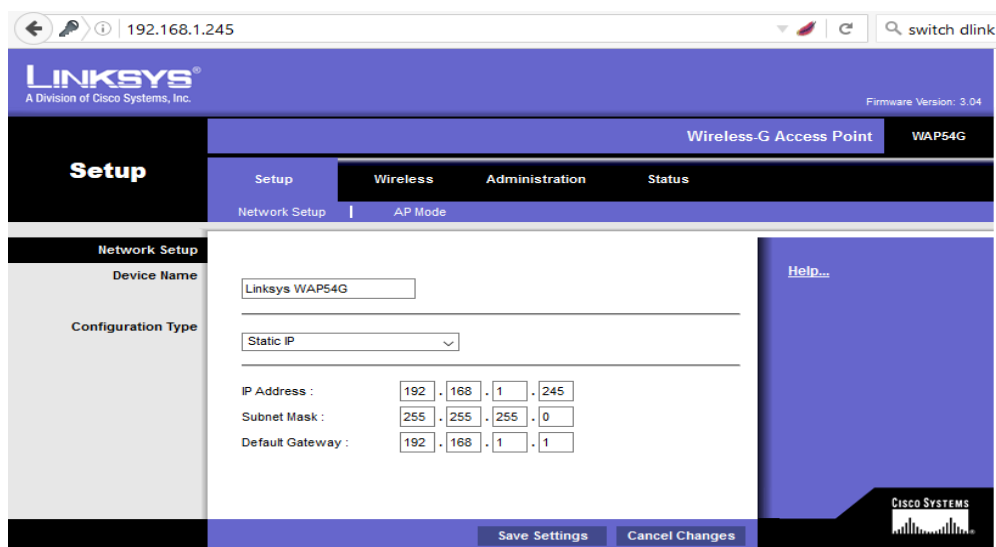 192.168.1.245
switch dlink
LINKSYS®
A Division of Cisco Systems, Inc.
Firmware Version: 3.04
Wireless-G Access Point WAP54G
Setup
Setup Wireless Administration Status
Network Setup | AP Mode
Network Setup
Help...
Device Name
Linksys WAP54G
Configuration Type
Static IP
IP Address : 192 . 168 . 1 . 245
Subnet Mask : 255 . 255 . 255 . 0
Default Gateway : 192 . 168 . 1 . 1
CISCO SYSTEMS
Save Settings Cancel Changes